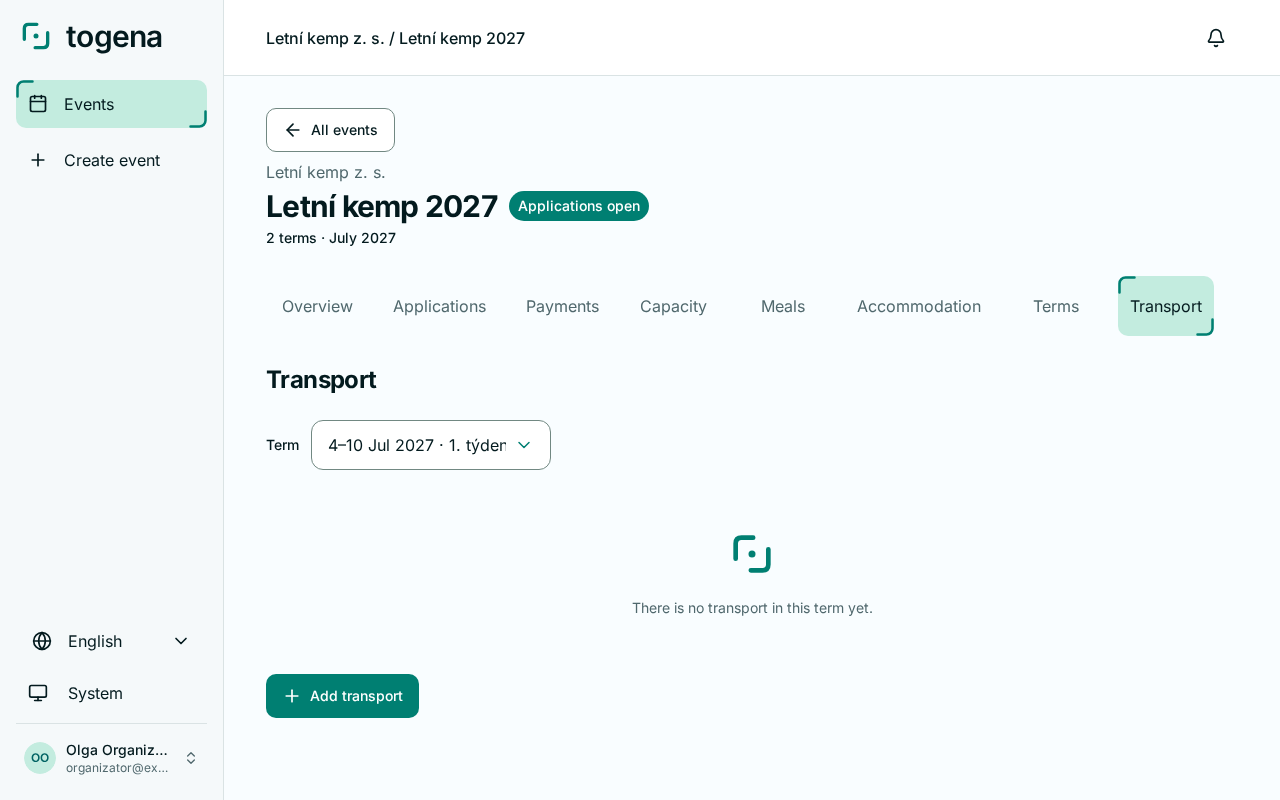 togena
Letní kemp z. s. / Letní kemp 2027
Events
Create event
All events
Letní kemp z. s.
Letní kemp 2027
Applications open
2 terms · July 2027
Overview
Applications
Payments
Capacity
Meals
Accommodation
Terms
Transport
Transport
Term
4–10 Jul 2027 · 1. týden
There is no transport in this term yet.
Add transport
English
System
OO
Olga Organiz...
organizator@ex...